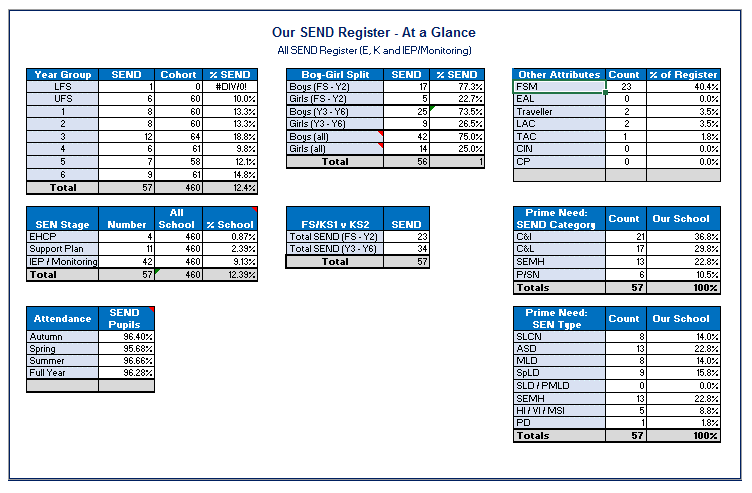 Our SEND Register - At a Glance
All SEND Register (E, K and IEP/Monitoring)
Year Group SEND Cohort % SEND
LFS 1 0 #DIV/0!
UFS 6 60 10.0%
1 8 60 13.3%
2 8 60 13.3%
3 12 64 18.8%
4 6 61 9.8%
5 7 58 12.1%
6 9 61 14.8%
Total 57 460 12.4%
Boy-Girl Split SEND % SEND
Boys (FS - Y2) 17 77.3%
Girls (FS - Y2) 5 22.7%
Boys (Y3 - Y6) 25 73.5%
Girls (Y3 - Y6) 9 26.5%
Boys (all) 42 75.0%
Girls (all) 14 25.0%
Total 56 1
Other Attributes Count % of Register
FSM 23 40.4%
EAL 0 0.0%
Traveller 2 3.5%
LAC 2 3.5%
TAC 1 1.8%
CIN 0 0.0%
CP 0 0.0%
SEN Stage Number All School % School
EHCP 4 460 0.87%
Support Plan 11 460 2.39%
IEP / Monitoring 42 460 9.13%
Total 57 460 12.39%
FS/KS1 v KS2 SEND
Total SEND (FS - Y2) 23
Total SEND (Y3 - Y6) 34
Total 57
Prime Need: SEND Category Count Our School
C&I 21 36.8%
C&L 17 29.8%
SEMH 13 22.8%
P/SN 6 10.5%
Totals 57 100%
Attendance SEND Pupils
Autumn 96.40%
Spring 95.68%
Summer 96.66%
Full Year 96.28%
Prime Need: SEN Type Count Our School
SLCN 8 14.0%
ASD 13 22.8%
MLD 8 14.0%
SpLD 9 15.8%
SLD / PMLD 0 0.0%
SEMH 13 22.8%
HI / VI / MSI 5 8.8%
PD 1 1.8%
Totals 57 100%